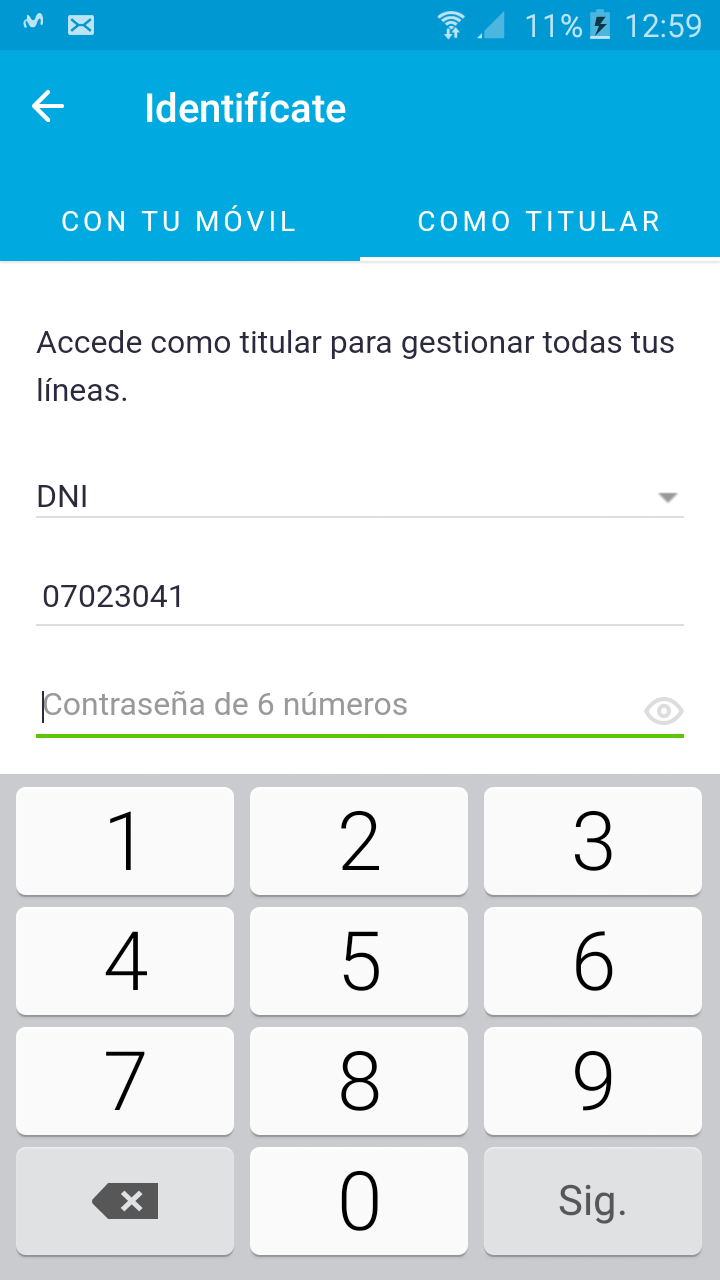 11% 12:59
Identifícate
CON TU MÓVIL COMO TITULAR
Accede como titular para gestionar todas tus
líneas.
DNI
07023041
Contraseña de 6 números
1 2 3
4 5 6
7 8 9
0 Sig.